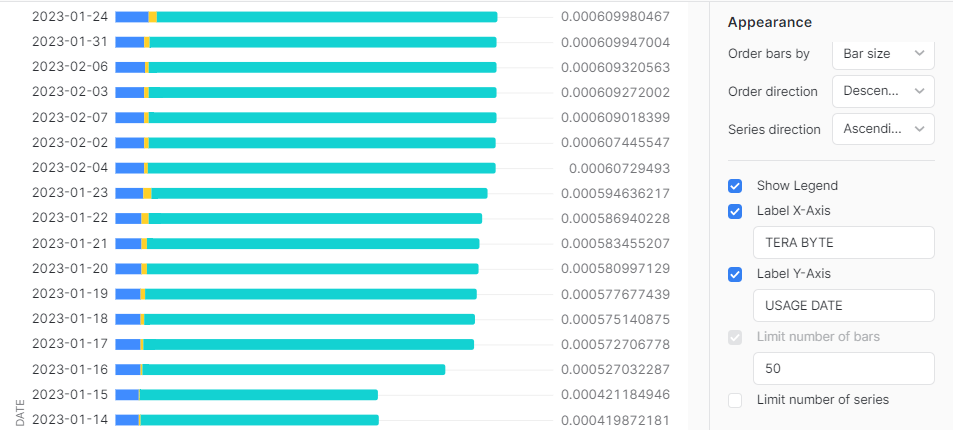 2023-01-24 0.000609980467
2023-01-31 0.000609947004
2023-02-06 0.000609320563
2023-02-03 0.000609272002
2023-02-07 0.000609018399
2023-02-02 0.000607445547
2023-02-04 0.00060729493
2023-01-23 0.000594636217
2023-01-22 0.000586940228
2023-01-21 0.000583455207
2023-01-20 0.000580997129
2023-01-19 0.000577677439
2023-01-18 0.000575140875
2023-01-17 0.000572706778
2023-01-16 0.000527032287
2023-01-15 0.000421184946
2023-01-14 0.000419872181
DATE
Appearance
Order bars by Bar size
Order direction Descen...
Series direction Ascendi...
Show Legend
Label X-Axis
TERA BYTE
Label Y-Axis
USAGE DATE
Limit number of bars
50
Limit number of series